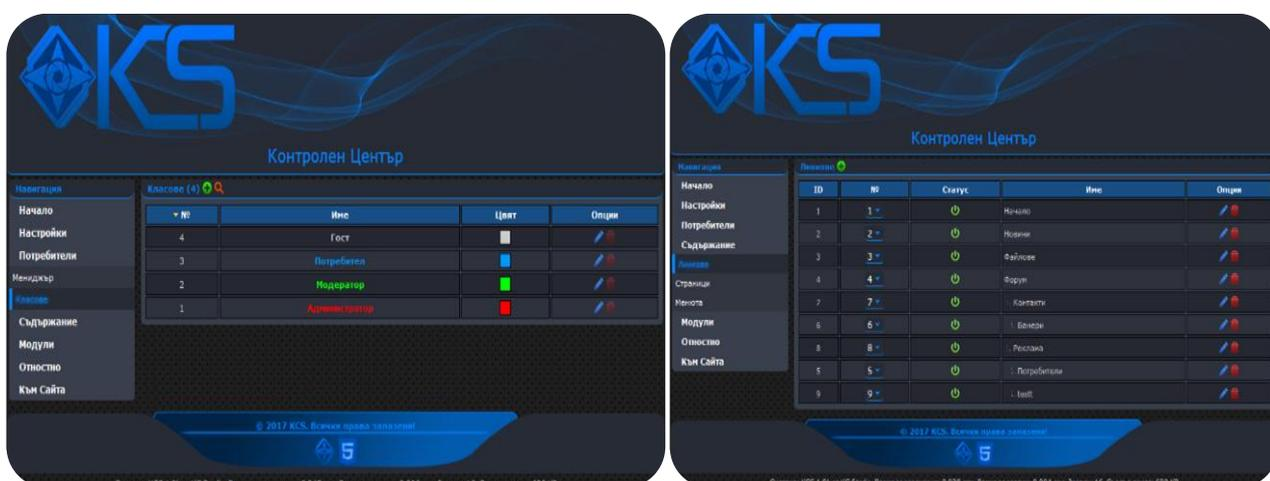 KS
Контролен Център
Навигация
Начало
Настройки
Потребители
Мениджър
Класове
Съдържание
Модули
Отностно
Към Сайта
Класове (4)
№ Име Цвят Опции
4 Гост
3 Потребител
2 Модератор
1 Администратор
© 2017 KCS. Всички права запазени!
5
KS
Контролен Център
Навигация
Начало
Настройки
Потребители
Съдържание
Линкове
Страници
Менюта
Модули
Отностно
Към Сайта
Линкове
ID № Статус Име Опции
1 1 Начало
2 2 Новини
3 3 Файлове
4 4 Форум
7 7 Контакти
6 6 Банери
8 8 Реклама
5 5 Потребители
9 9 testt
© 2017 KCS. Всички права запазени!
5